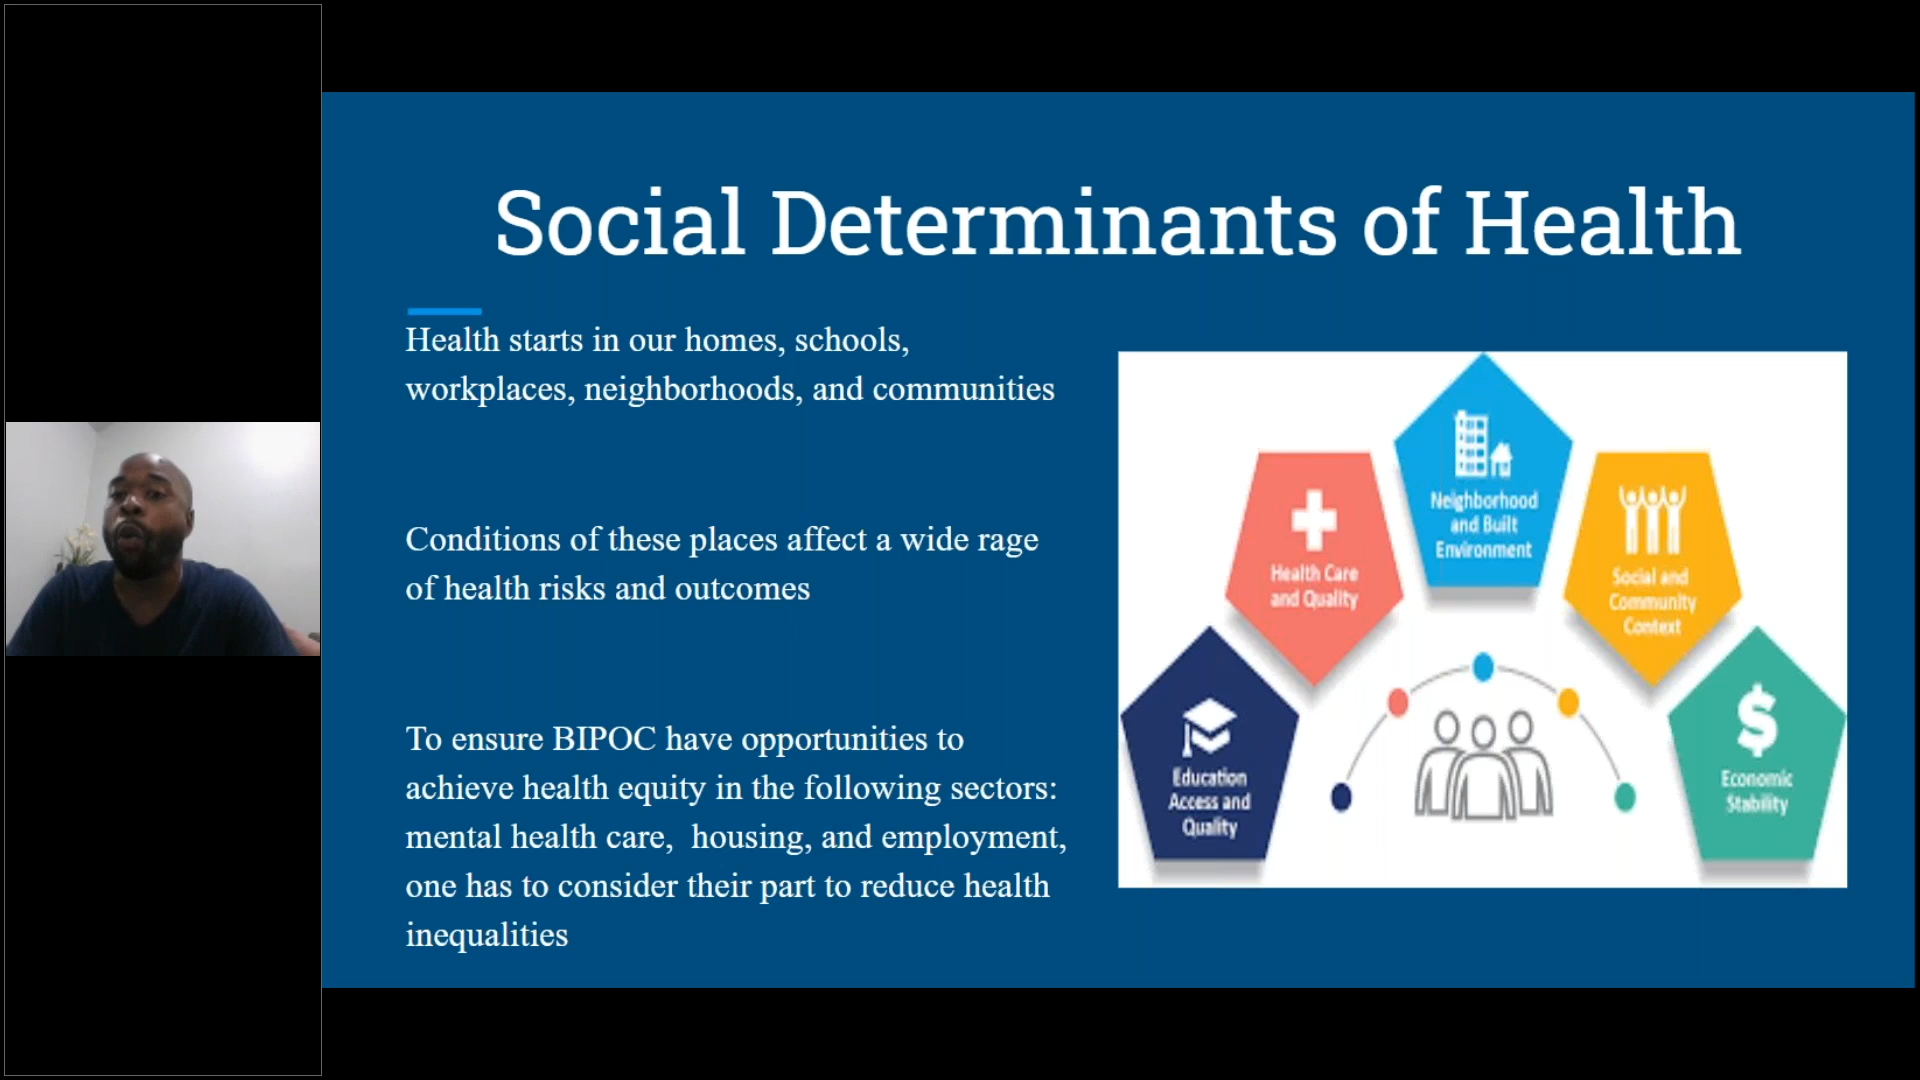 Social Determinants of Health
Health starts in our homes, schools,
workplaces, neighborhoods, and communities
Conditions of these places affect a wide rage
of health risks and outcomes
To ensure BIPOC have opportunities to
achieve health equity in the following sectors:
mental health care,  housing, and employment,
one has to consider their part to reduce health
inequalities
Education
Access and
Quality
Health Care
and Quality
Neighborhood
and Built
Environment
Social and
Community
Context
Economic
Stability